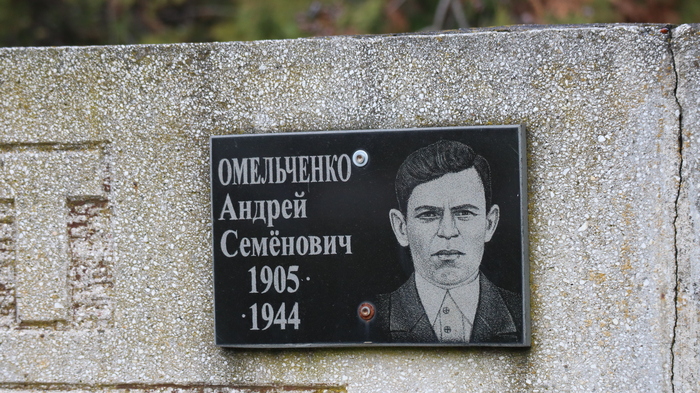 ОМЕЛЬЧЕНКО
Андрей
Семёнович
1905
1944